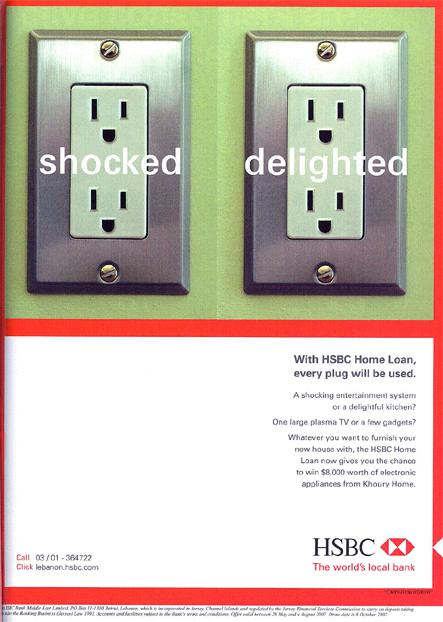 shocked delighted
With HSBC Home Loan,
every plug will be used.
A shocking entertainment system
or a delightful kitchen?
One large plasma TV or a few gadgets?
Whatever you want to furnish your
new house with, the HSBC Home
Loan now gives you the chance
to win $8,000 worth of electronic
appliances from Khoury Home.
HSBC
The world's local bank
Call 03 / 01 - 364722
Click lebanon.hsbc.com
HSBC Bank Middle East Limited, PO Box 11-1380 Beirut, Lebanon, which is incorporated in Jersey, Channel Islands and regulated by the Jersey Financial Services Commission to carry on deposit-taking
under the Banking Business (Jersey) Law 1991. Accounts and facilities subject to the Bank's terms and conditions. Offer valid between 28 May and 6 August 2007. Draw date is 8 October 2007.